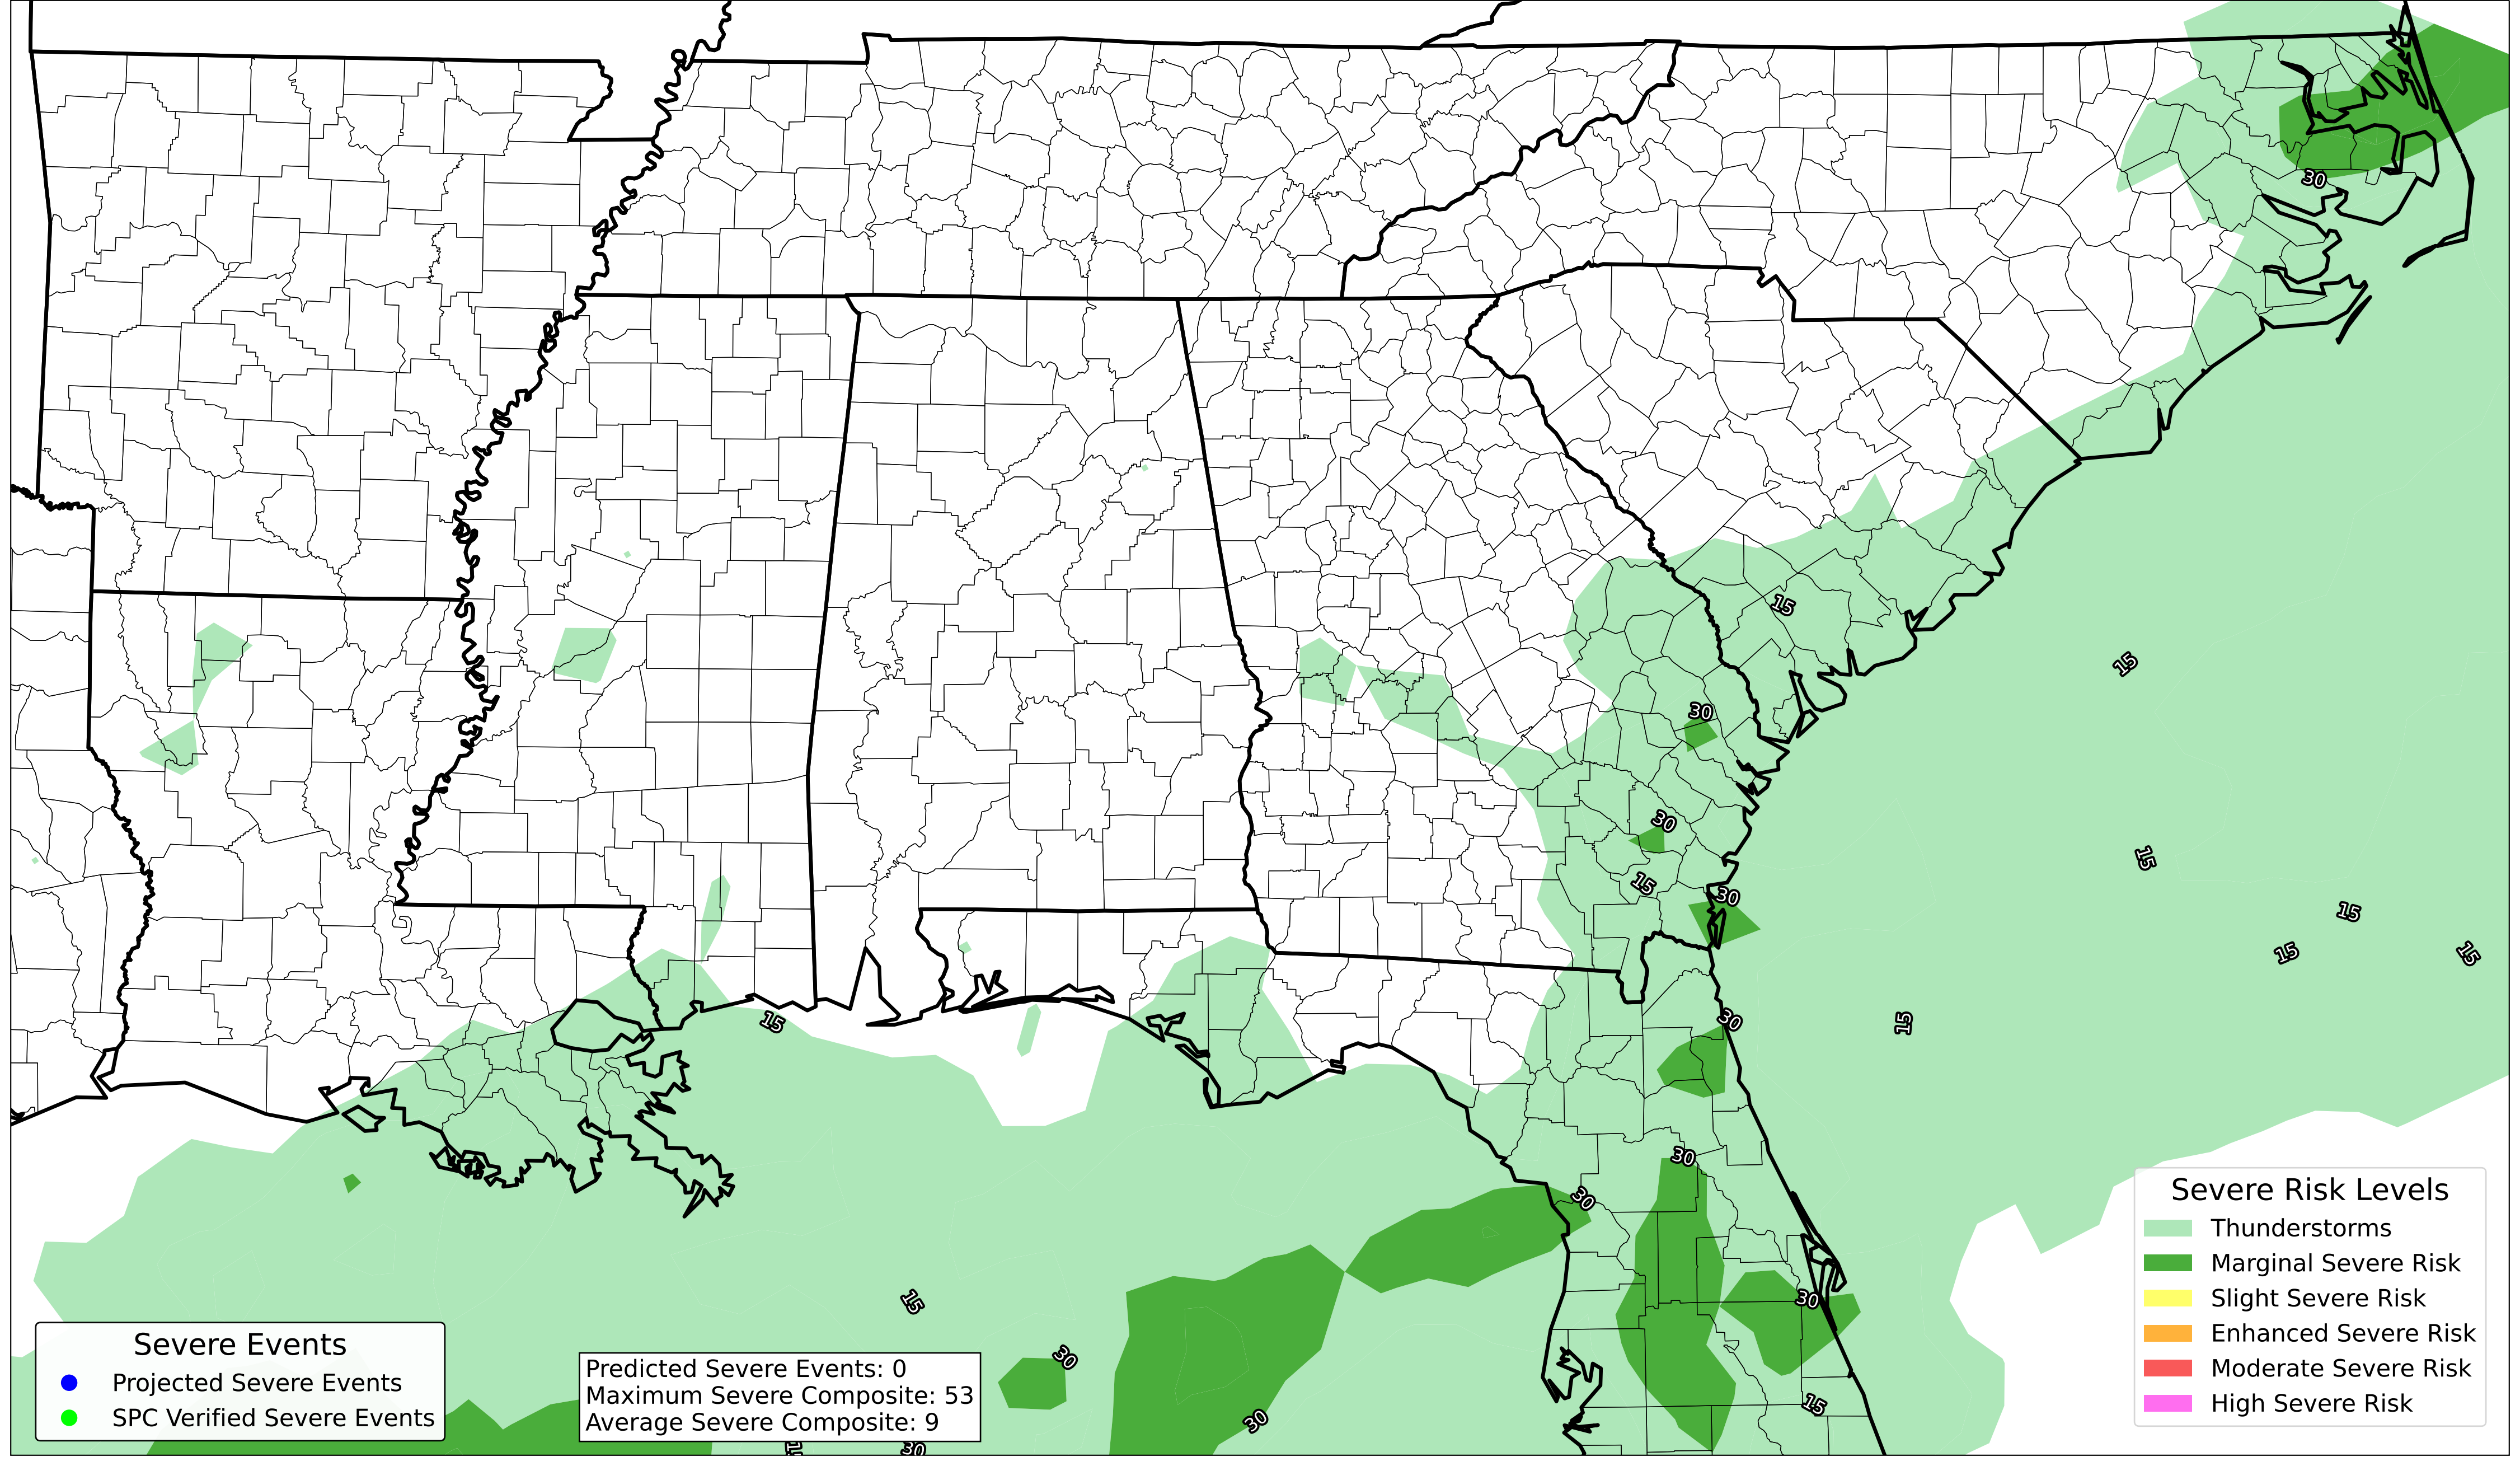 30
15
15
30
30
15
15
30
15
15
15
15
30
15
30
30
15
30
30
15
30
30
Severe Events
Projected Severe Events
SPC Verified Severe Events
Predicted Severe Events: 0
Maximum Severe Composite: 53
Average Severe Composite: 9
Severe Risk Levels
Thunderstorms
Marginal Severe Risk
Slight Severe Risk
Enhanced Severe Risk
Moderate Severe Risk
High Severe Risk